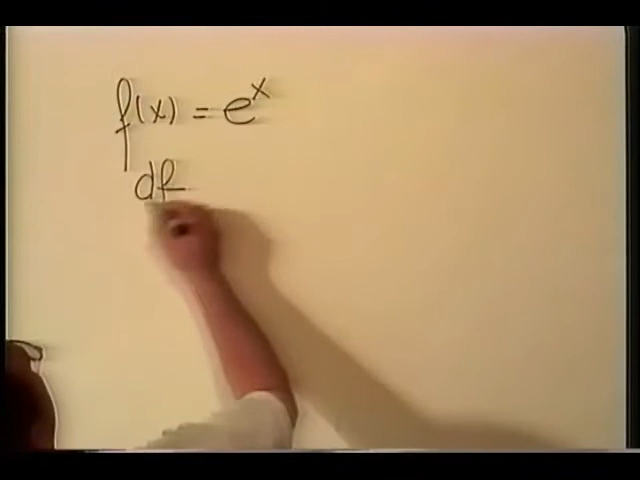 f(x) = e^x
df